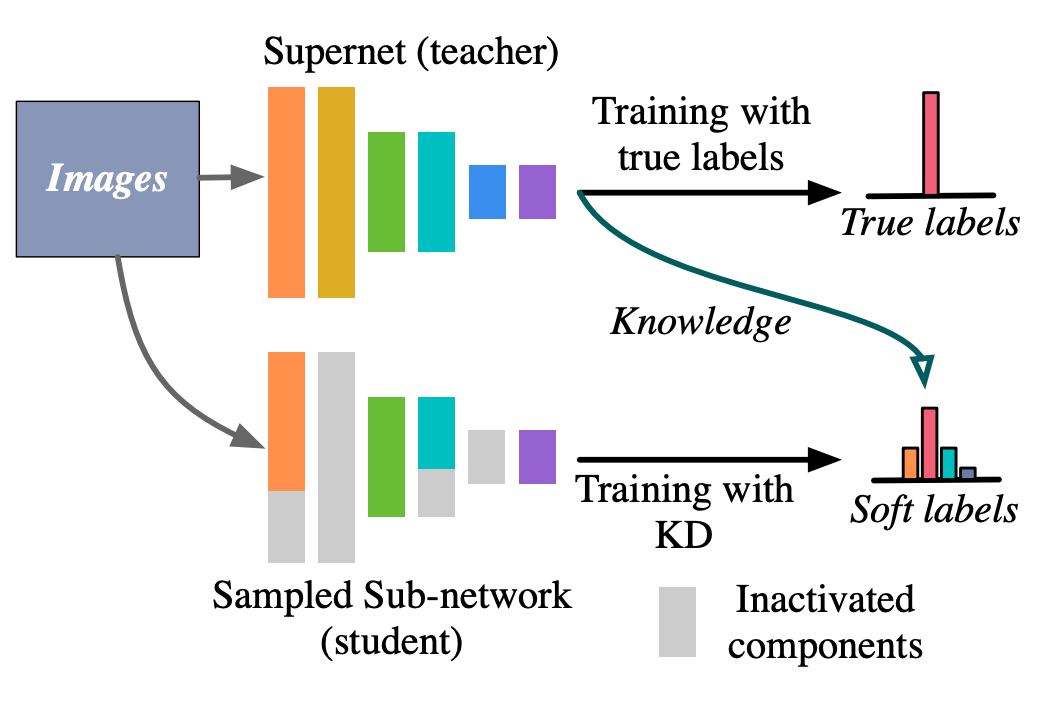 Supernet (teacher)
Images
Training with
true labels
True labels
Knowledge
Training with
KD
Soft labels
Sampled Sub-network
(student)
Inactivated
components